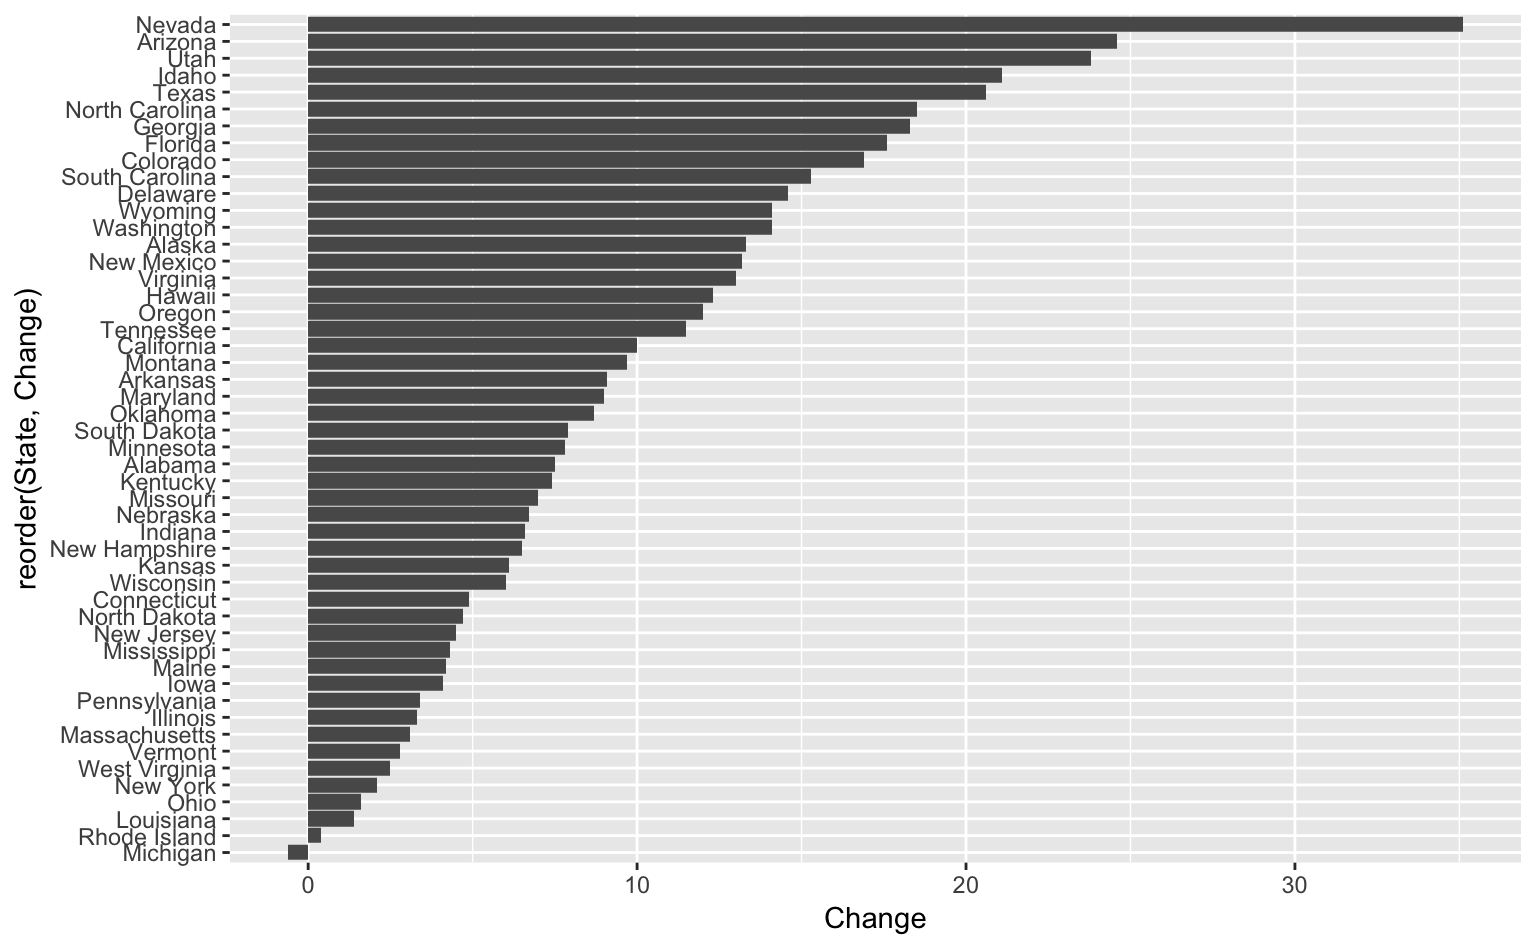 Nevada
Arizona
Utah
Idaho
Texas
North Carolina
Georgia
Florida
Colorado
South Carolina
Delaware
Wyoming
Washington
Alaska
New Mexico
Virginia
Hawaii
Oregon
Tennessee
California
Montana
Arkansas
Maryland
Oklahoma
South Dakota
Minnesota
Alabama
Kentucky
Missouri
Nebraska
Indiana
New Hampshire
Kansas
Wisconsin
Connecticut
North Dakota
New Jersey
Mississippi
Maine
Iowa
Pennsylvania
Illinois
Massachusetts
Vermont
West Virginia
New York
Ohio
Louisiana
Rhode Island
Michigan
reorder(State, Change)
0 10 20 30
Change